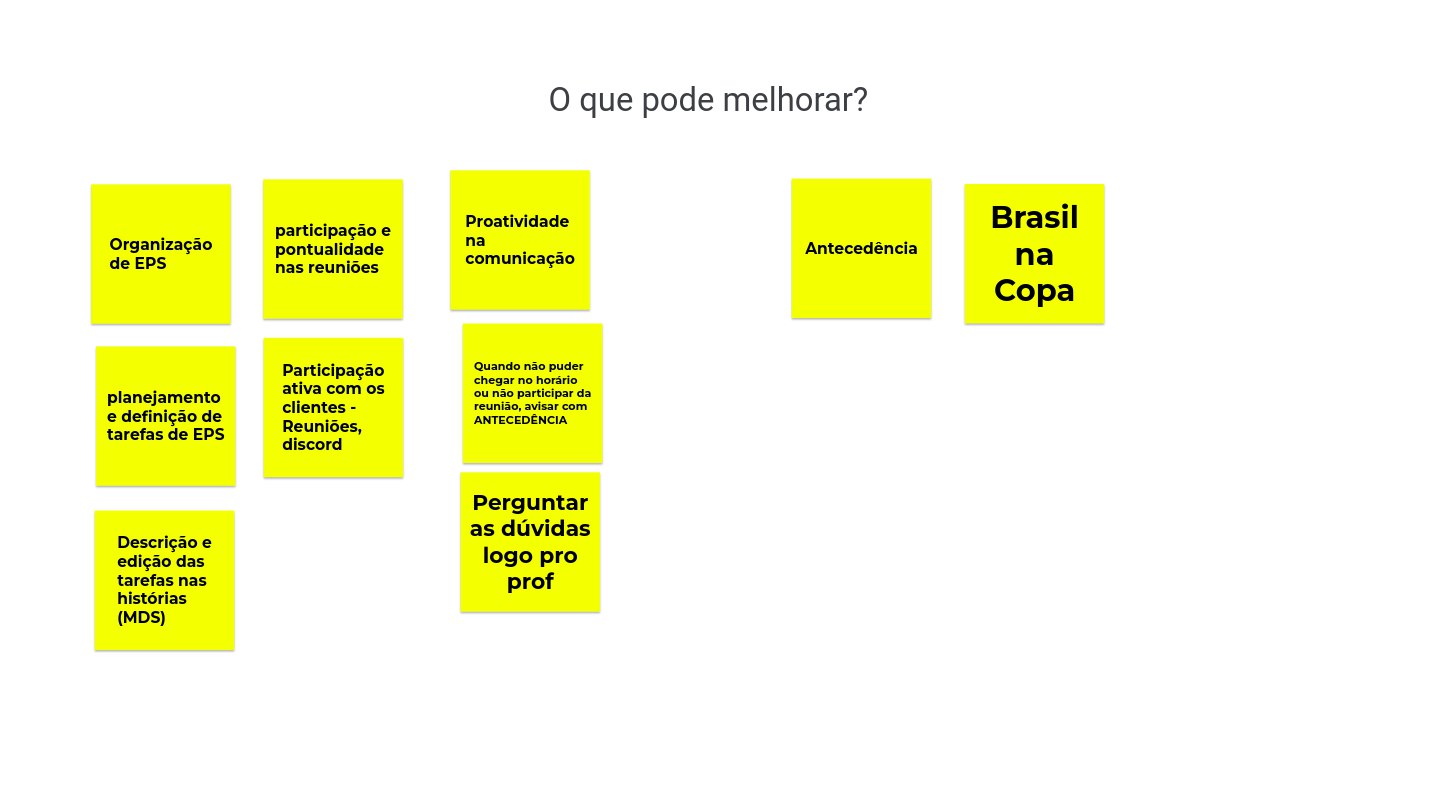 O que pode melhorar?
Organização
de EPS
participação e
pontualidade
nas reuniões
Proatividade
na
comunicação
Antecedência
Brasil
na
Copa
planejamento
e definição de
tarefas de EPS
Participação
ativa com os
clientes -
Reuniões,
discord
Quando não puder
chegar no horário
ou não participar da
reunião, avisar com
ANTECEDÊNCIA
Descrição e
edição das
tarefas nas
histórias
(MDS)
Perguntar
as dúvidas
logo pro
prof